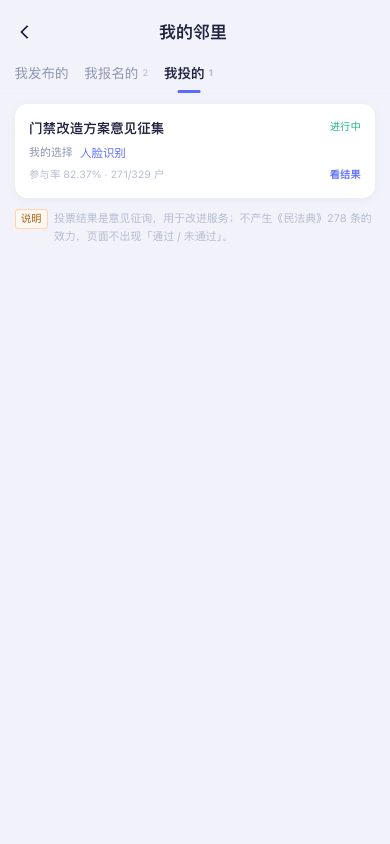 我的邻里
我发布的 我报名的 2 我投的 1
门禁改造方案意见征集 进行中
我的选择 人脸识别
参与率 82.37% · 271/329 户 看结果
说明 投票结果是意见征询，用于改进服务；不产生《民法典》278 条的
效力，页面不出现「通过 / 未通过」。